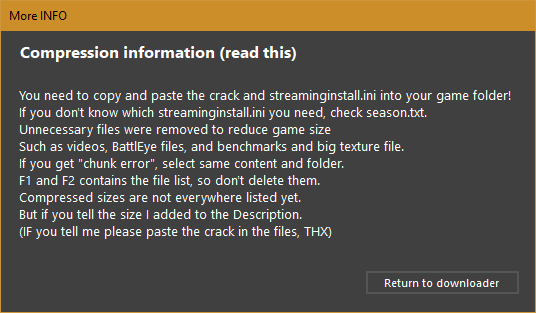 More INFO
Compression information (read this)
You need to copy and paste the crack and streaminginstall.ini into your game folder!
If you don't know which streaminginstall.ini you need, check season.txt.
Unnecessary files were removed to reduce game size
Such as videos, BattlEye files, and benchmarks and big texture file.
If you get "chunk error", select same content and folder.
F1 and F2 contains the file list, so don't delete them.
Compressed sizes are not everywhere listed yet.
But if you tell the size I added to the Description.
(IF you tell me please paste the crack in the files, THX)
Return to downloader